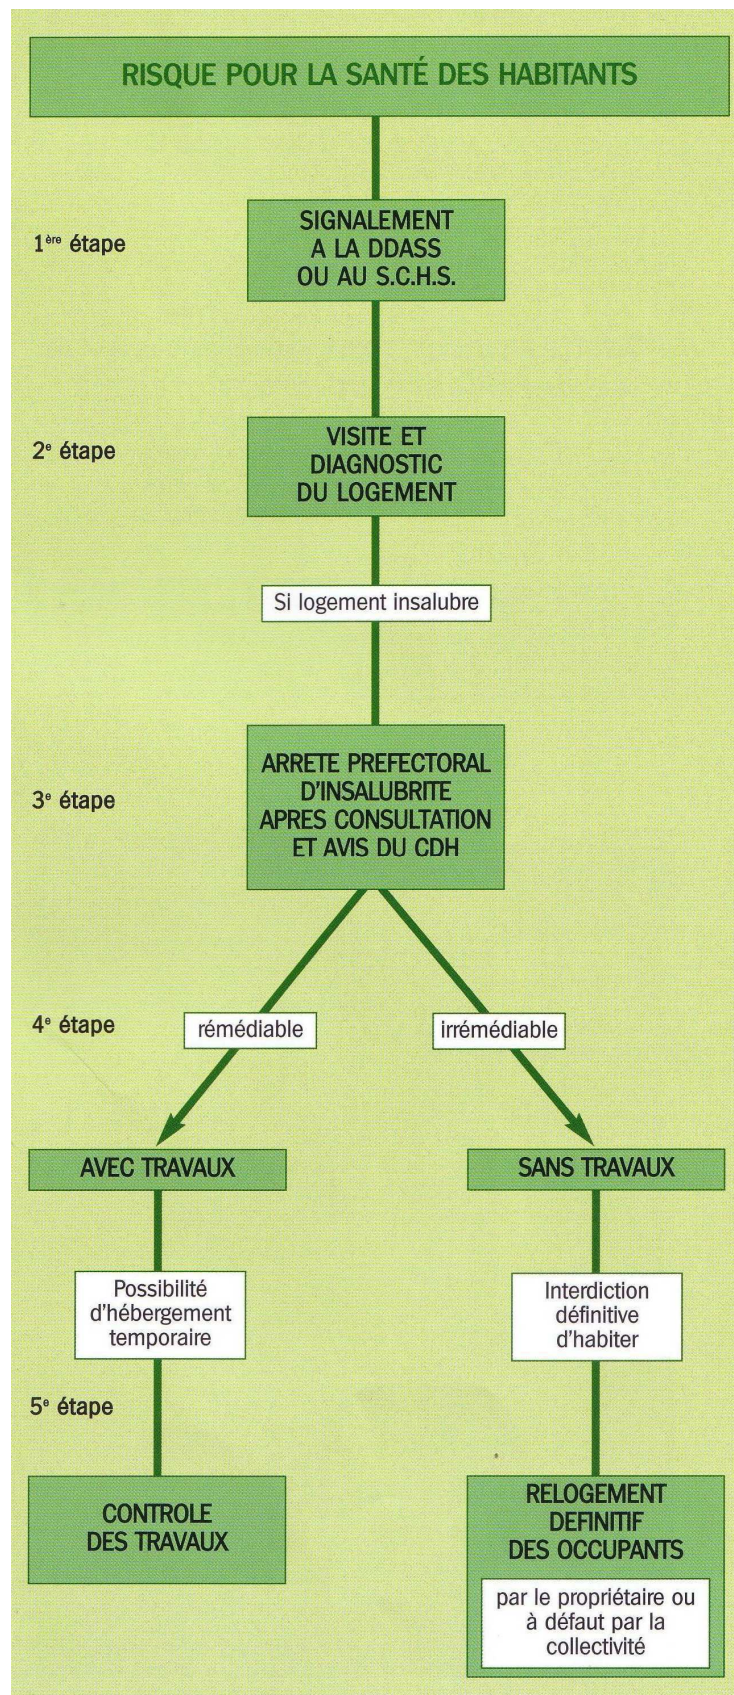 RISQUE POUR LA SANTÉ DES HABITANTS
1ère étape
SIGNALEMENT
A LA DDASS
OU AU S.C.H.S.
2e étape
VISITE ET
DIAGNOSTIC
DU LOGEMENT
Si logement insalubre
3e étape
ARRETE PREFECTORAL
D'INSALUBRITE
APRES CONSULTATION
ET AVIS DU CDH
4e étape
rémédiable
irrémédiable
AVEC TRAVAUX
SANS TRAVAUX
Possibilité
d'hébergement
temporaire
Interdiction
définitive
d'habiter
5e étape
CONTROLE
DES TRAVAUX
RELOGEMENT
DEFINITIF
DES OCCUPANTS
par le propriétaire ou
à défaut par la
collectivité